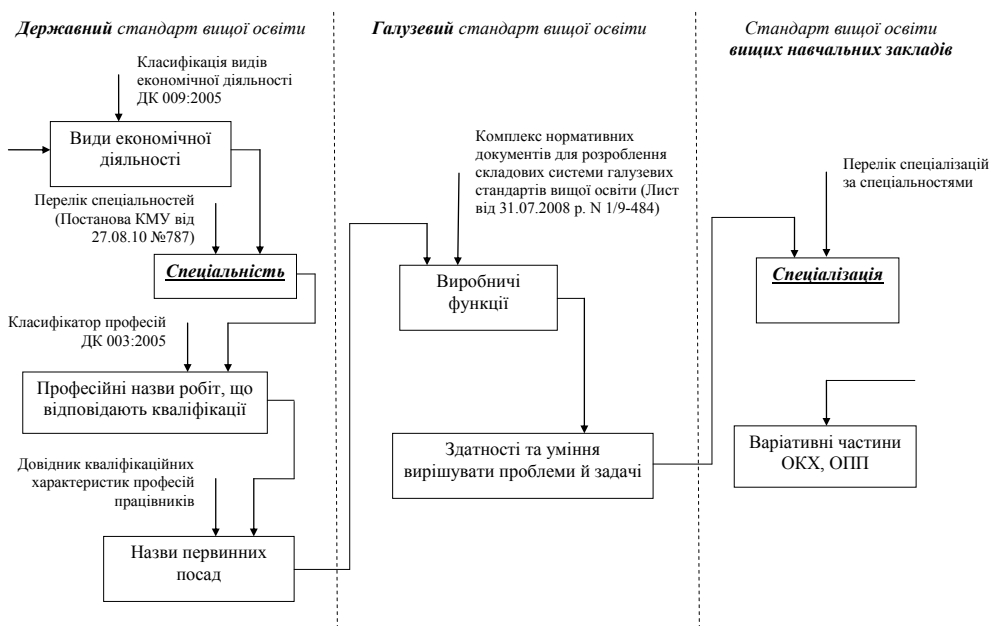 Державний стандарт вищої освіти
Класифікація видів
економічної діяльності
ДК 009:2005
Види економічної
діяльності
Перелік спеціальностей
(Постанова КМУ від
27.08.10 №787)
Спеціальність
Класифікатор професій
ДК 003:2005
Професійні назви робіт, що
відповідають кваліфікації
Довідник кваліфікаційних
характеристик професій
працівників
Назви первинних
посад
Галузевий стандарт вищої освіти
Комплекс нормативних
документів для розроблення
складових системи галузевих
стандартів вищої освіти (Лист
від 31.07.2008 р. N 1/9-484)
Виробничі
функції
Здатності та уміння
вирішувати проблеми й задачі
Стандарт вищої освіти
вищих навчальних закладів
Перелік спеціалізацій
за спеціальностями
Спеціалізація
Варіативні частини
ОКХ, ОПП